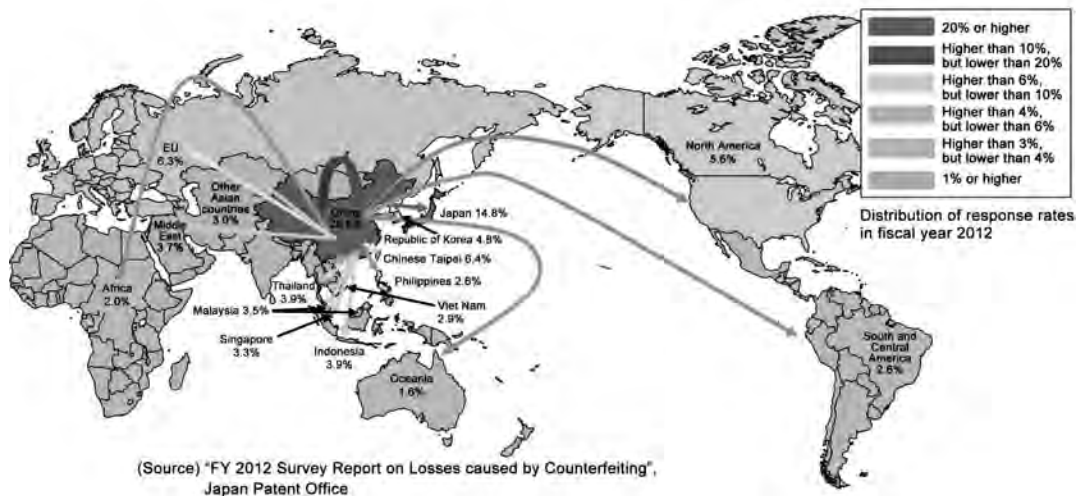 20% or higher
Higher than 10%,
but lower than 20%
Higher than 6%,
but lower than 10%
Higher than 4%,
but lower than 6%
Higher than 3%,
but lower than 4%
1% or higher
Distribution of response rates
in fiscal year 2012
North America
5.6%
EU
6.3%
Other
Asian
countries
3.0%
Middle
East
3.7%
Africa
2.0%
China
Japan 14.8%
Republic of Korea 4.8%
Chinese Taipei 6.4%
Philippines 2.6%
Viet Nam
2.9%
Thailand
3.9%
Malaysia 3.5%
Singapore
3.3%
Indonesia
3.9%
Oceania
1.6%
South and
Central
America
2.6%
(Source) “FY 2012 Survey Report on Losses caused by Counterfeiting”,
Japan Patent Office